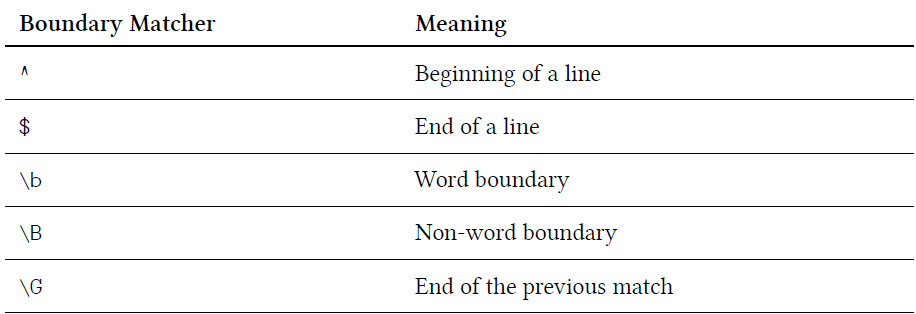 Boundary Matcher Meaning
^ Beginning of a line
$ End of a line
\b Word boundary
\B Non-word boundary
\G End of the previous match